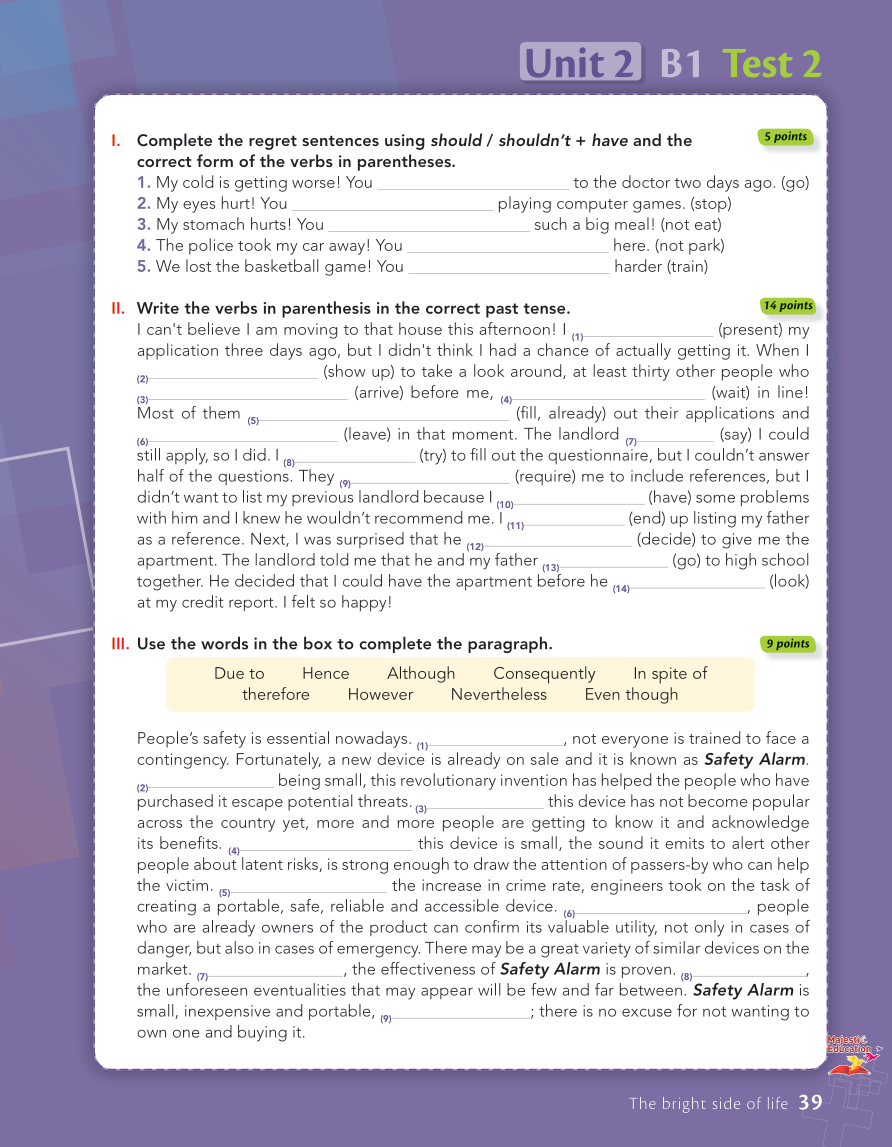 Unit 2 B1 Test 2
I. Complete the regret sentences using should / shouldn't + have and the 5 points
correct form of the verbs in parentheses.
1. My cold is getting worse! You ____________________ to the doctor two days ago. (go)
2. My eyes hurt! You ____________________ playing computer games. (stop)
3. My stomach hurts! You ____________________ such a big meal! (not eat)
4. The police took my car away! You ____________________ here. (not park)
5. We lost the basketball game! You ____________________ harder (train)
II. Write the verbs in parenthesis in the correct past tense. 14 points
I can't believe I am moving to that house this afternoon! I (1)______________ (present) my
application three days ago, but I didn't think I had a chance of actually getting it. When I
(2)__________________ (show up) to take a look around, at least thirty other people who
(3)____________________ (arrive) before me, (4)____________________ (wait) in line!
Most of them (5)__________________________ (fill, already) out their applications and
(6)____________________ (leave) in that moment. The landlord (7)________ (say) I could
still apply, so I did. I (8)____________ (try) to fill out the questionnaire, but I couldn't answer
half of the questions. They (9)________________ (require) me to include references, but I
didn't want to list my previous landlord because I (10)______________ (have) some problems
with him and I knew he wouldn't recommend me. I (11)__________ (end) up listing my father
as a reference. Next, I was surprised that he (12)________________ (decide) to give me the
apartment. The landlord told me that he and my father (13)____________ (go) to high school
together. He decided that I could have the apartment before he (14)______________ (look)
at my credit report. I felt so happy!
III. Use the words in the box to complete the paragraph. 9 points
Due to Hence Although Consequently In spite of
therefore However Nevertheless Even though
People's safety is essential nowadays. (1)______________, not everyone is trained to face a
contingency. Fortunately, a new device is already on sale and it is known as Safety Alarm.
(2)______________ being small, this revolutionary invention has helped the people who have
purchased it escape potential threats. (3)____________ this device has not become popular
across the country yet, more and more people are getting to know it and acknowledge
its benefits. (4)__________________ this device is small, the sound it emits to alert other
people about latent risks, is strong enough to draw the attention of passers-by who can help
the victim. (5)________________ the increase in crime rate, engineers took on the task of
creating a portable, safe, reliable and accessible device. (6)__________________, people
who are already owners of the product can confirm its valuable utility, not only in cases of
danger, but also in cases of emergency. There may be a great variety of similar devices on the
market. (7)______________, the effectiveness of Safety Alarm is proven. (8)____________,
the unforeseen eventualities that may appear will be few and far between. Safety Alarm is
small, inexpensive and portable, (9)______________; there is no excuse for not wanting to
own one and buying it.
Majestic
Education
The bright side of life 39